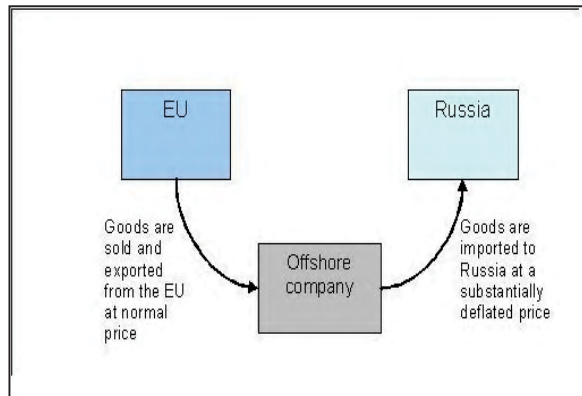 EU
Russia
Goods are
sold and
exported
from the EU
at normal
price
Offshore
company
Goods are
imported to
Russia at a
substantially
deflated price